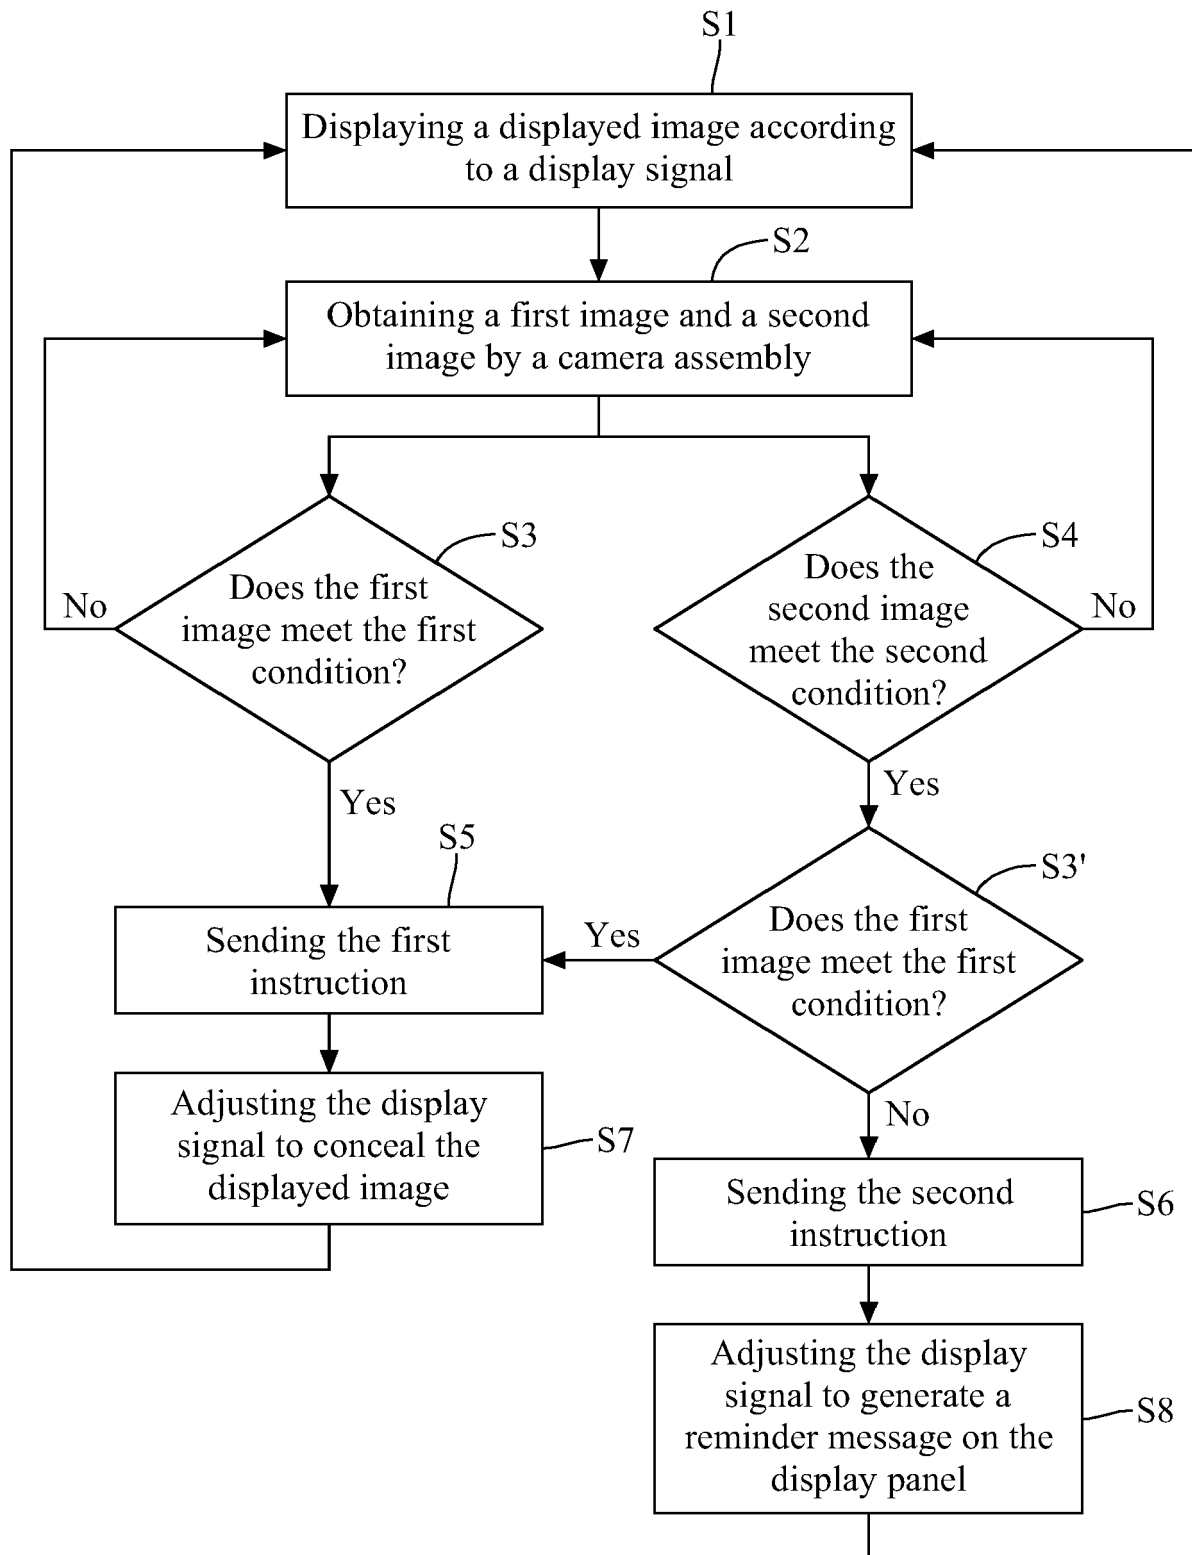 S1
Displaying a displayed image according
to a display signal
S2
Obtaining a first image and a second
image by a camera assembly
S3
Does the first
image meet the first
condition?
No
Yes
S4
Does the
second image
meet the second
condition?
No
Yes
S3'
Does the first
image meet the first
condition?
Yes
No
S5
Sending the first
instruction
Adjusting the display
signal to conceal the
displayed image
S7
Sending the second
instruction
S6
Adjusting the display
signal to generate a
reminder message on the
display panel
S8